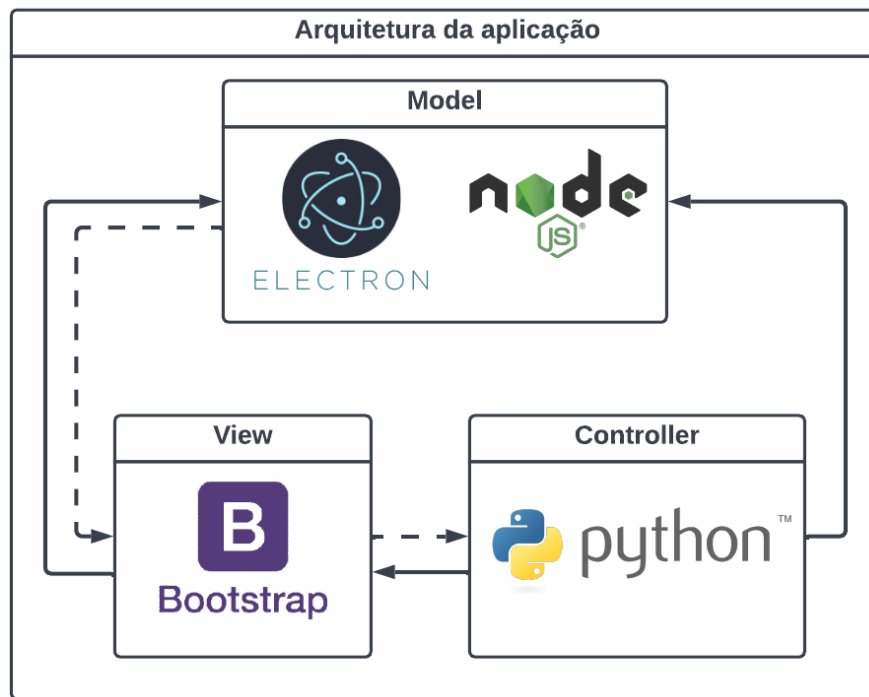 Arquitetura da aplicação
Model
ELECTRON
node
JS®
View
Controller
B
Bootstrap
python™